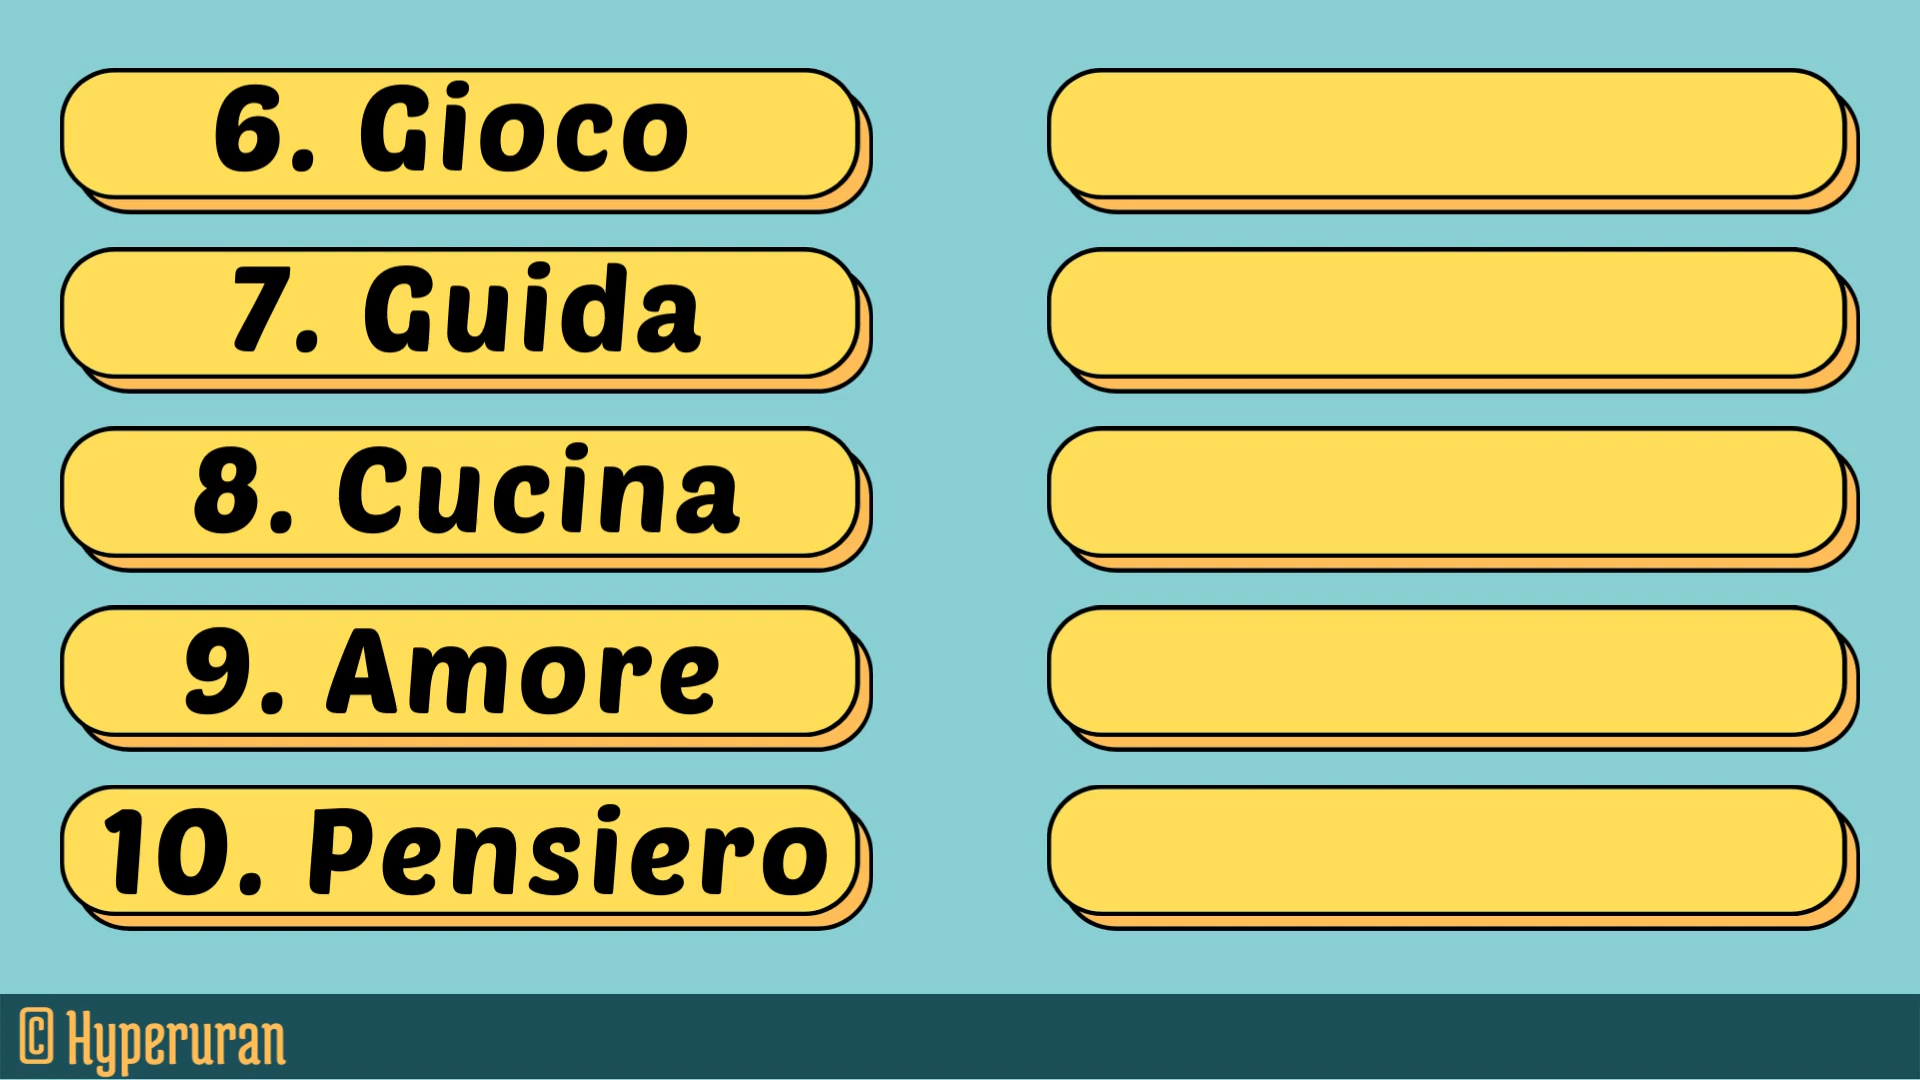 6. Gioco
7. Guida
8. Cucina
9. Amore
10. Pensiero
© Hyperuran